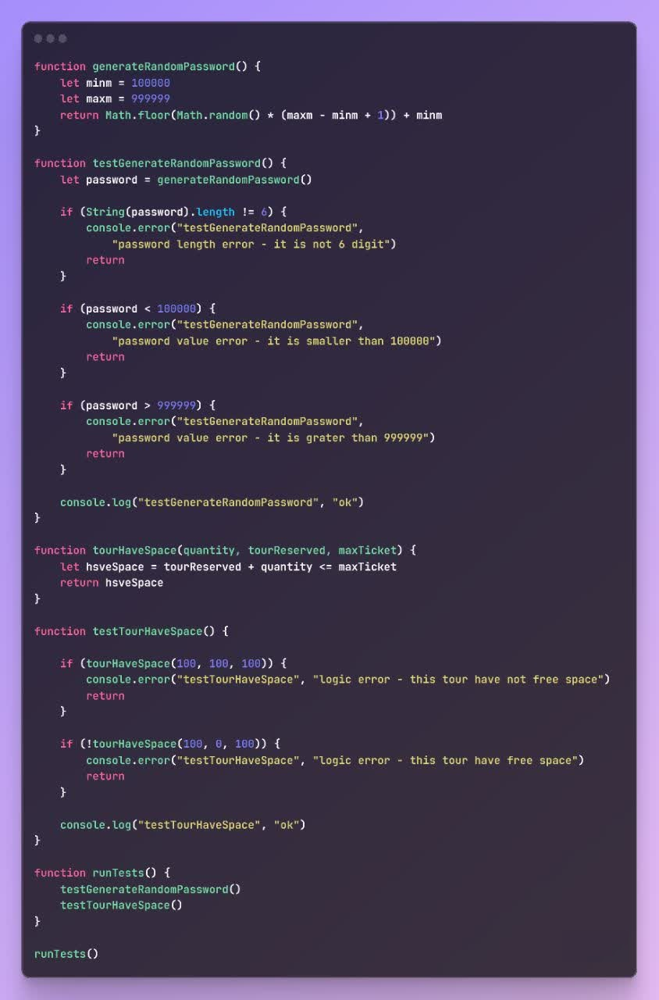 function generateRandomPassword() {
    let minm = 100000
    let maxm = 999999
    return Math.floor(Math.random() * (maxm - minm + 1)) + minm
}

function testGenerateRandomPassword() {
    let password = generateRandomPassword()

    if (String(password).length != 6) {
        console.error("testGenerateRandomPassword",
            "password length error - it is not 6 digit")
        return
    }

    if (password < 100000) {
        console.error("testGenerateRandomPassword",
            "password value error - it is smaller than 100000")
        return
    }

    if (password > 999999) {
        console.error("testGenerateRandomPassword",
            "password value error - it is grater than 999999")
        return
    }

    console.log("testGenerateRandomPassword", "ok")
}

function tourHaveSpace(quantity, tourReserved, maxTicket) {
    let hsveSpace = tourReserved + quantity <= maxTicket
    return hsveSpace
}

function testTourHaveSpace() {

    if (tourHaveSpace(100, 100, 100)) {
        console.error("testTourHaveSpace", "logic error - this tour have not free space")
        return
    }

    if (!tourHaveSpace(100, 0, 100)) {
        console.error("testTourHaveSpace", "logic error - this tour have free space")
        return
    }

    console.log("testTourHaveSpace", "ok")
}

function runTests() {
    testGenerateRandomPassword()
    testTourHaveSpace()
}

runTests()